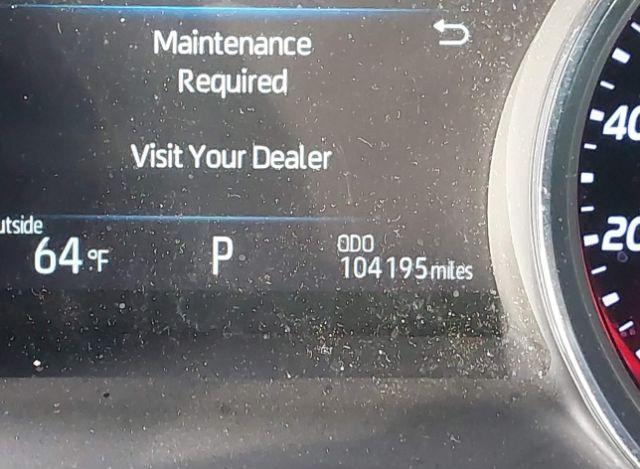 Maintenance
Required
Visit Your Dealer
utside
64 °F
P
ODO
104195 miles
40
20